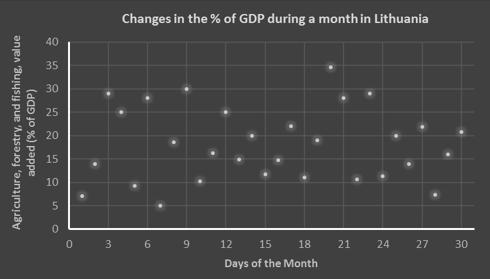 Changes in the % of GDP during a month in Lithuania
Agriculture, forestry, and fishing, value
added (% of GDP)
40
35
30
25
20
15
10
5
0
0 3 6 9 12 15 18 21 24 27 30
Days of the Month